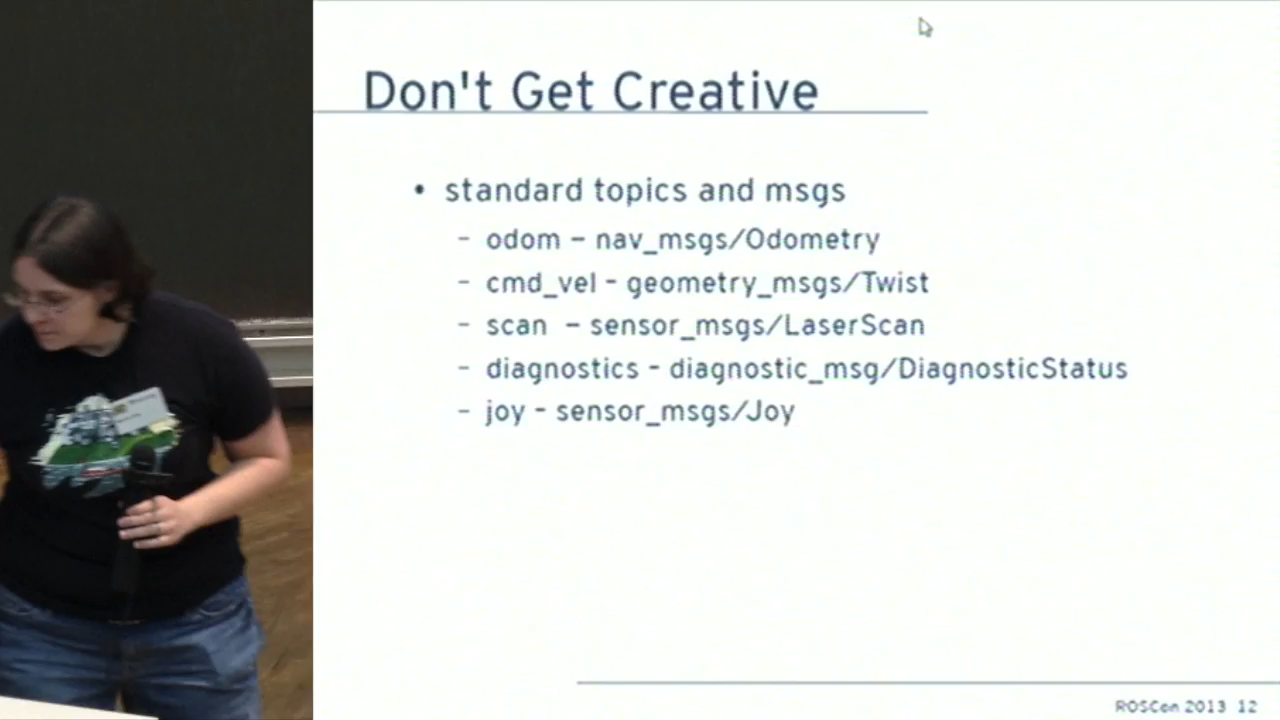 Don't Get Creative
• standard topics and msgs
– odom – nav_msgs/Odometry
– cmd_vel – geometry_msgs/Twist
– scan – sensor_msgs/LaserScan
– diagnostics – diagnostic_msg/DiagnosticStatus
– joy – sensor_msgs/Joy
ROSCon 2013 12